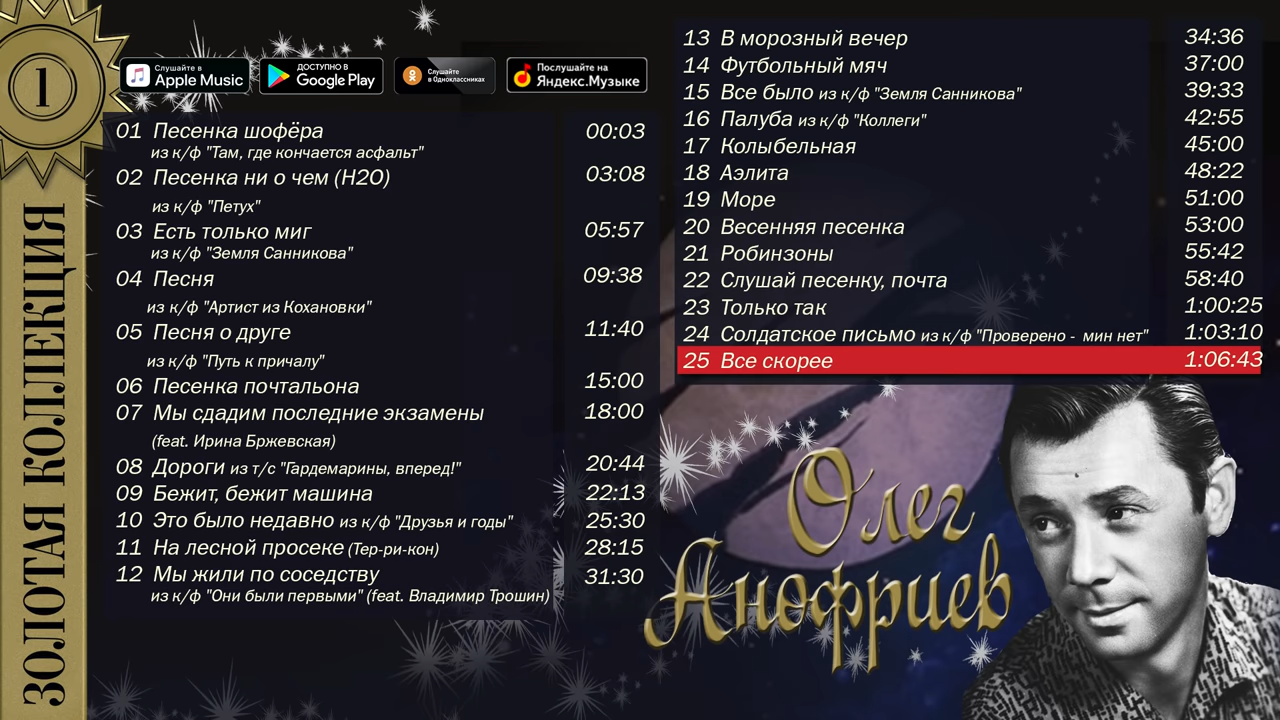 1
ЗОЛОТАЯ КОЛЛЕКЦИЯ
Слушайте в
Apple Music
ДОСТУПНО В
Google Play
Слушайте
в Одноклассниках
Послушайте на
Яндекс.Музыке
01 Песенка шофёра 00:03
из к/ф "Там, где кончается асфальт"
02 Песенка ни о чем (H2O) 03:08
из к/ф "Петух"
03 Есть только миг 05:57
из к/ф "Земля Санникова"
04 Песня 09:38
из к/ф "Артист из Кохановки"
05 Песня о друге 11:40
из к/ф "Путь к причалу"
06 Песенка почтальона 15:00
07 Мы сдадим последние экзамены 18:00
(feat. Ирина Бржевская)
08 Дороги из т/с "Гардемарины, вперед!" 20:44
09 Бежит, бежит машина 22:13
10 Это было недавно из к/ф "Друзья и годы" 25:30
11 На лесной просеке (Тер-ри-кон) 28:15
12 Мы жили по соседству 31:30
из к/ф "Они были первыми" (feat. Владимир Трошин)
13 В морозный вечер 34:36
14 Футбольный мяч 37:00
15 Все было из к/ф "Земля Санникова" 39:33
16 Палуба из к/ф "Коллеги" 42:55
17 Колыбельная 45:00
18 Аэлита 48:22
19 Море 51:00
20 Весенняя песенка 53:00
21 Робинзоны 55:42
22 Слушай песенку, почта 58:40
23 Только так 1:00:25
24 Солдатское письмо из к/ф "Проверено - мин нет" 1:03:10
25 Все скорее 1:06:43
Олег
Анофриев